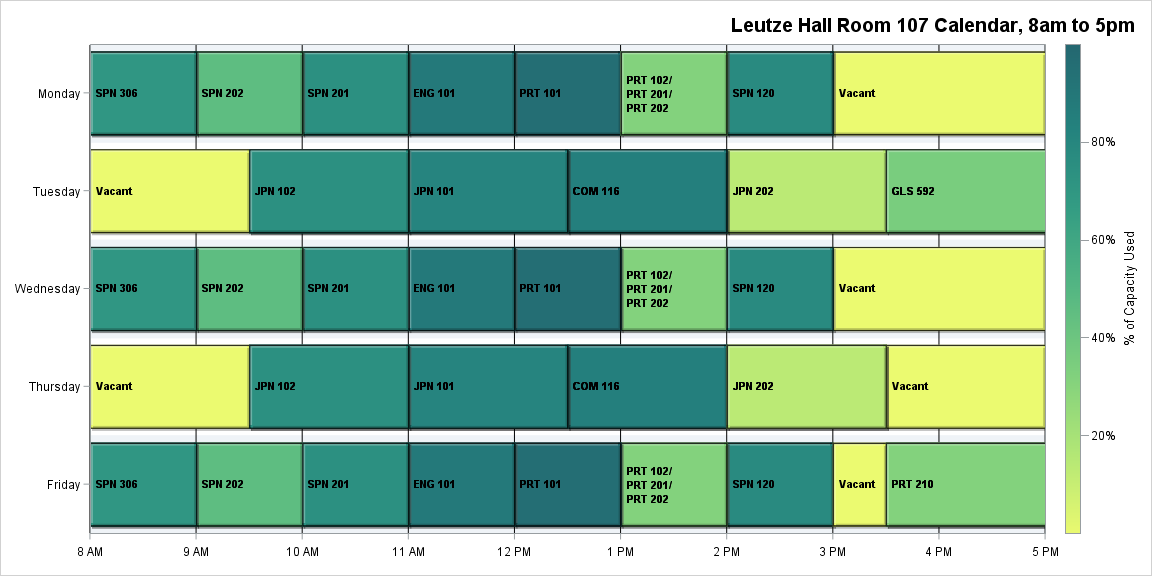 Leutze Hall Room 107 Calendar, 8am to 5pm
Monday
SPN 306
SPN 202
SPN 201
ENG 101
PRT 101
PRT 102/
PRT 201/
PRT 202
SPN 120
Vacant
Tuesday
Vacant
JPN 102
JPN 101
COM 116
JPN 202
GLS 592
Wednesday
SPN 306
SPN 202
SPN 201
ENG 101
PRT 101
PRT 102/
PRT 201/
PRT 202
SPN 120
Vacant
Thursday
Vacant
JPN 102
JPN 101
COM 116
JPN 202
Vacant
Friday
SPN 306
SPN 202
SPN 201
ENG 101
PRT 101
PRT 102/
PRT 201/
PRT 202
SPN 120
Vacant
PRT 210
8 AM
9 AM
10 AM
11 AM
12 PM
1 PM
2 PM
3 PM
4 PM
5 PM
80%
60%
40%
20%
% of Capacity Used